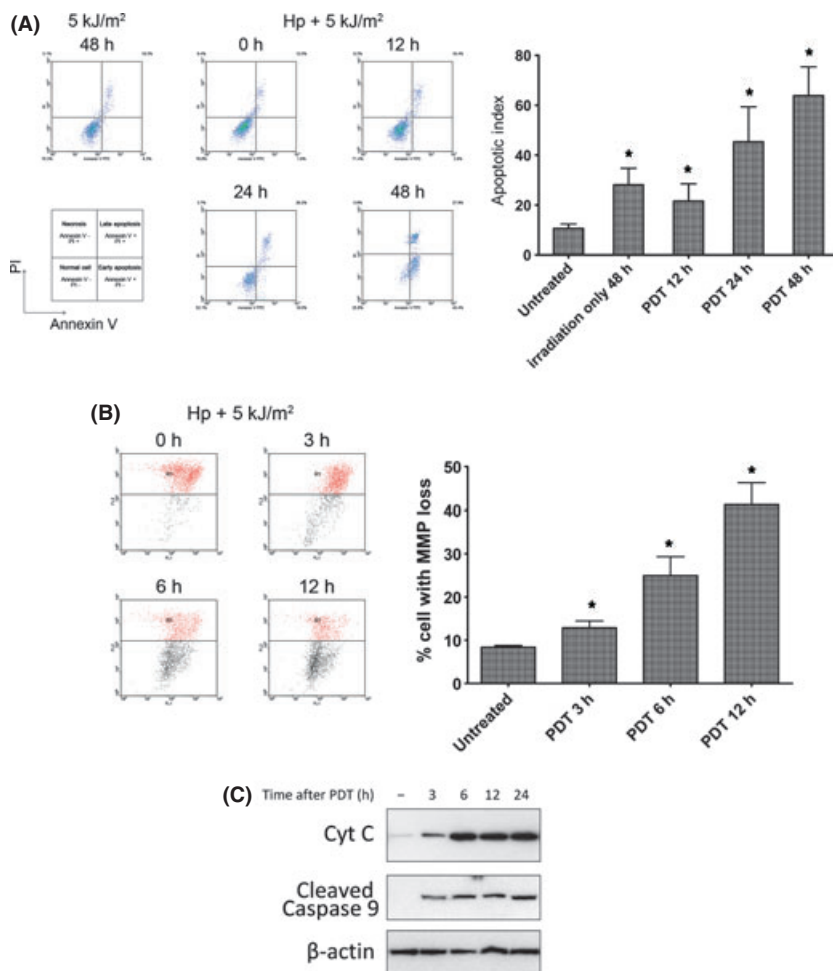 (A)
5 kJ/m²
48 h
Hp + 5 kJ/m²
0 h
12 h
24 h
48 h
Necrosis
Annexin V -
PI +
Late apoptosis
Annexin V +
PI +
Normal cell
Annexin V -
PI -
Early apoptosis
Annexin V +
PI -
PI
Annexin V
Apoptotic index
80
60
40
20
0
*
*
*
*
Untreated
irradiation only 48 h
PDT 12 h
PDT 24 h
PDT 48 h
(B)
Hp + 5 kJ/m²
0 h
3 h
6 h
12 h
% cell with MMP loss
50
40
30
20
10
0
*
*
*
Untreated
PDT 3 h
PDT 6 h
PDT 12 h
(C)
Time after PDT (h) – 3 6 12 24
Cyt C
Cleaved
Caspase 9
β-actin